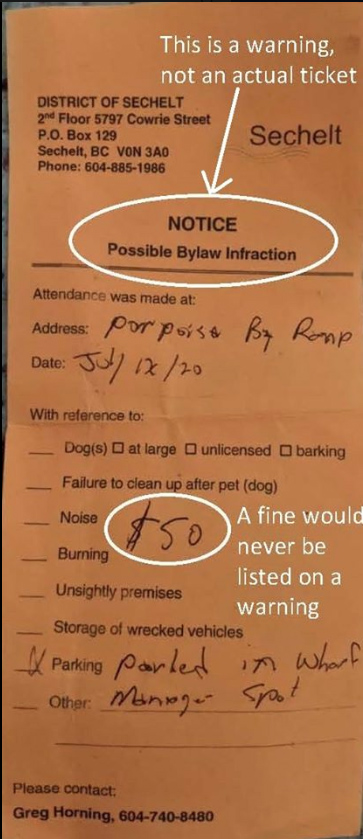 This is a warning,
not an actual ticket
DISTRICT OF SECHELT
2nd Floor 5797 Cowrie Street
P.O. Box 129
Sechelt, BC V0N 3A0
Phone: 604-885-1986
Sechelt
NOTICE
Possible Bylaw Infraction
Attendance was made at:
Address: porpoise By Ramp
Date: Jul/12/20
With reference to:
Dog(s) ☐ at large ☐ unlicensed ☐ barking
Failure to clean up after pet (dog)
Noise
$50
Burning
A fine would
never be
listed on a
warning
Unsightly premises
Storage of wrecked vehicles
X Parking parked in Wharf
Other: Manager Spot
Please contact:
Greg Horning, 604-740-8480